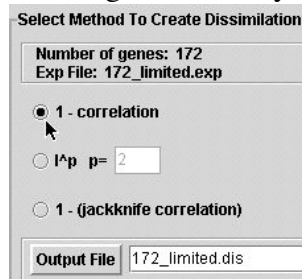 Select Method To Create Dissimilation
Number of genes: 172
Exp File: 172_limited.exp
1 - correlation
l^p p= 2
1 - (jackknife correlation)
Output File 172_limited.dis